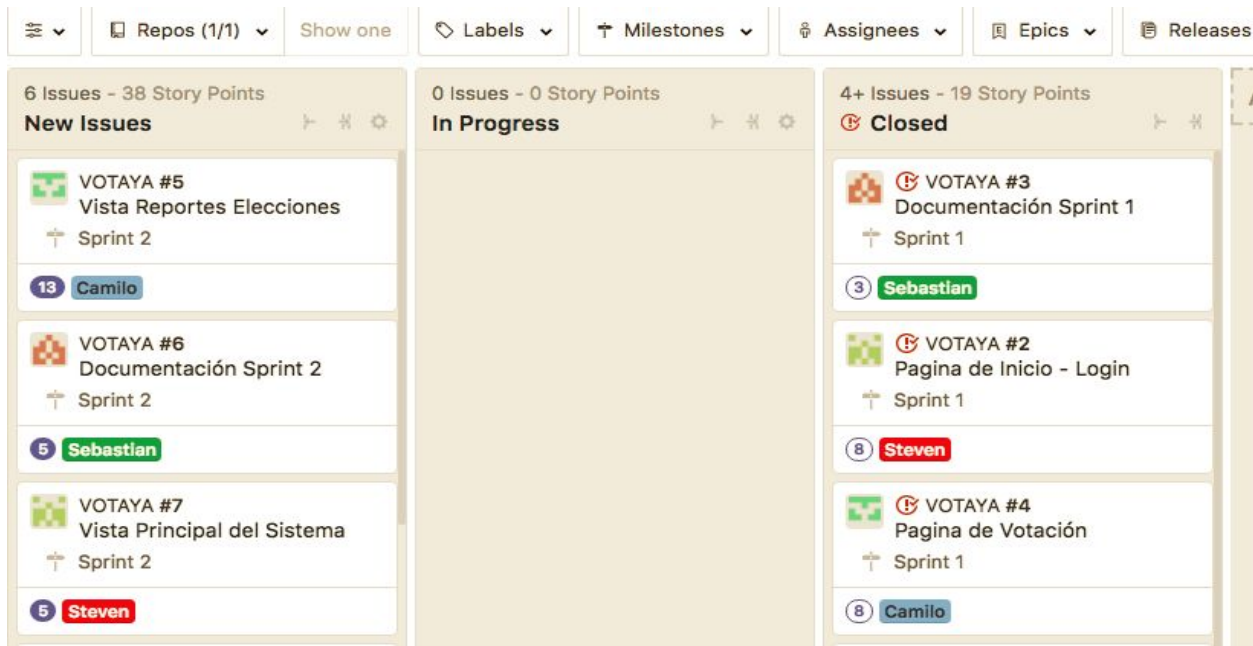 Repos (1/1) Show one Labels Milestones Assignees Epics Releases
6 Issues - 38 Story Points
New Issues
VOTAYA #5
Vista Reportes Elecciones
Sprint 2
13 Camilo
VOTAYA #6
Documentación Sprint 2
Sprint 2
5 Sebastian
VOTAYA #7
Vista Principal del Sistema
Sprint 2
5 Steven
0 Issues - 0 Story Points
In Progress
4+ Issues - 19 Story Points
Closed
VOTAYA #3
Documentación Sprint 1
Sprint 1
3 Sebastian
VOTAYA #2
Pagina de Inicio - Login
Sprint 1
8 Steven
VOTAYA #4
Pagina de Votación
Sprint 1
8 Camilo